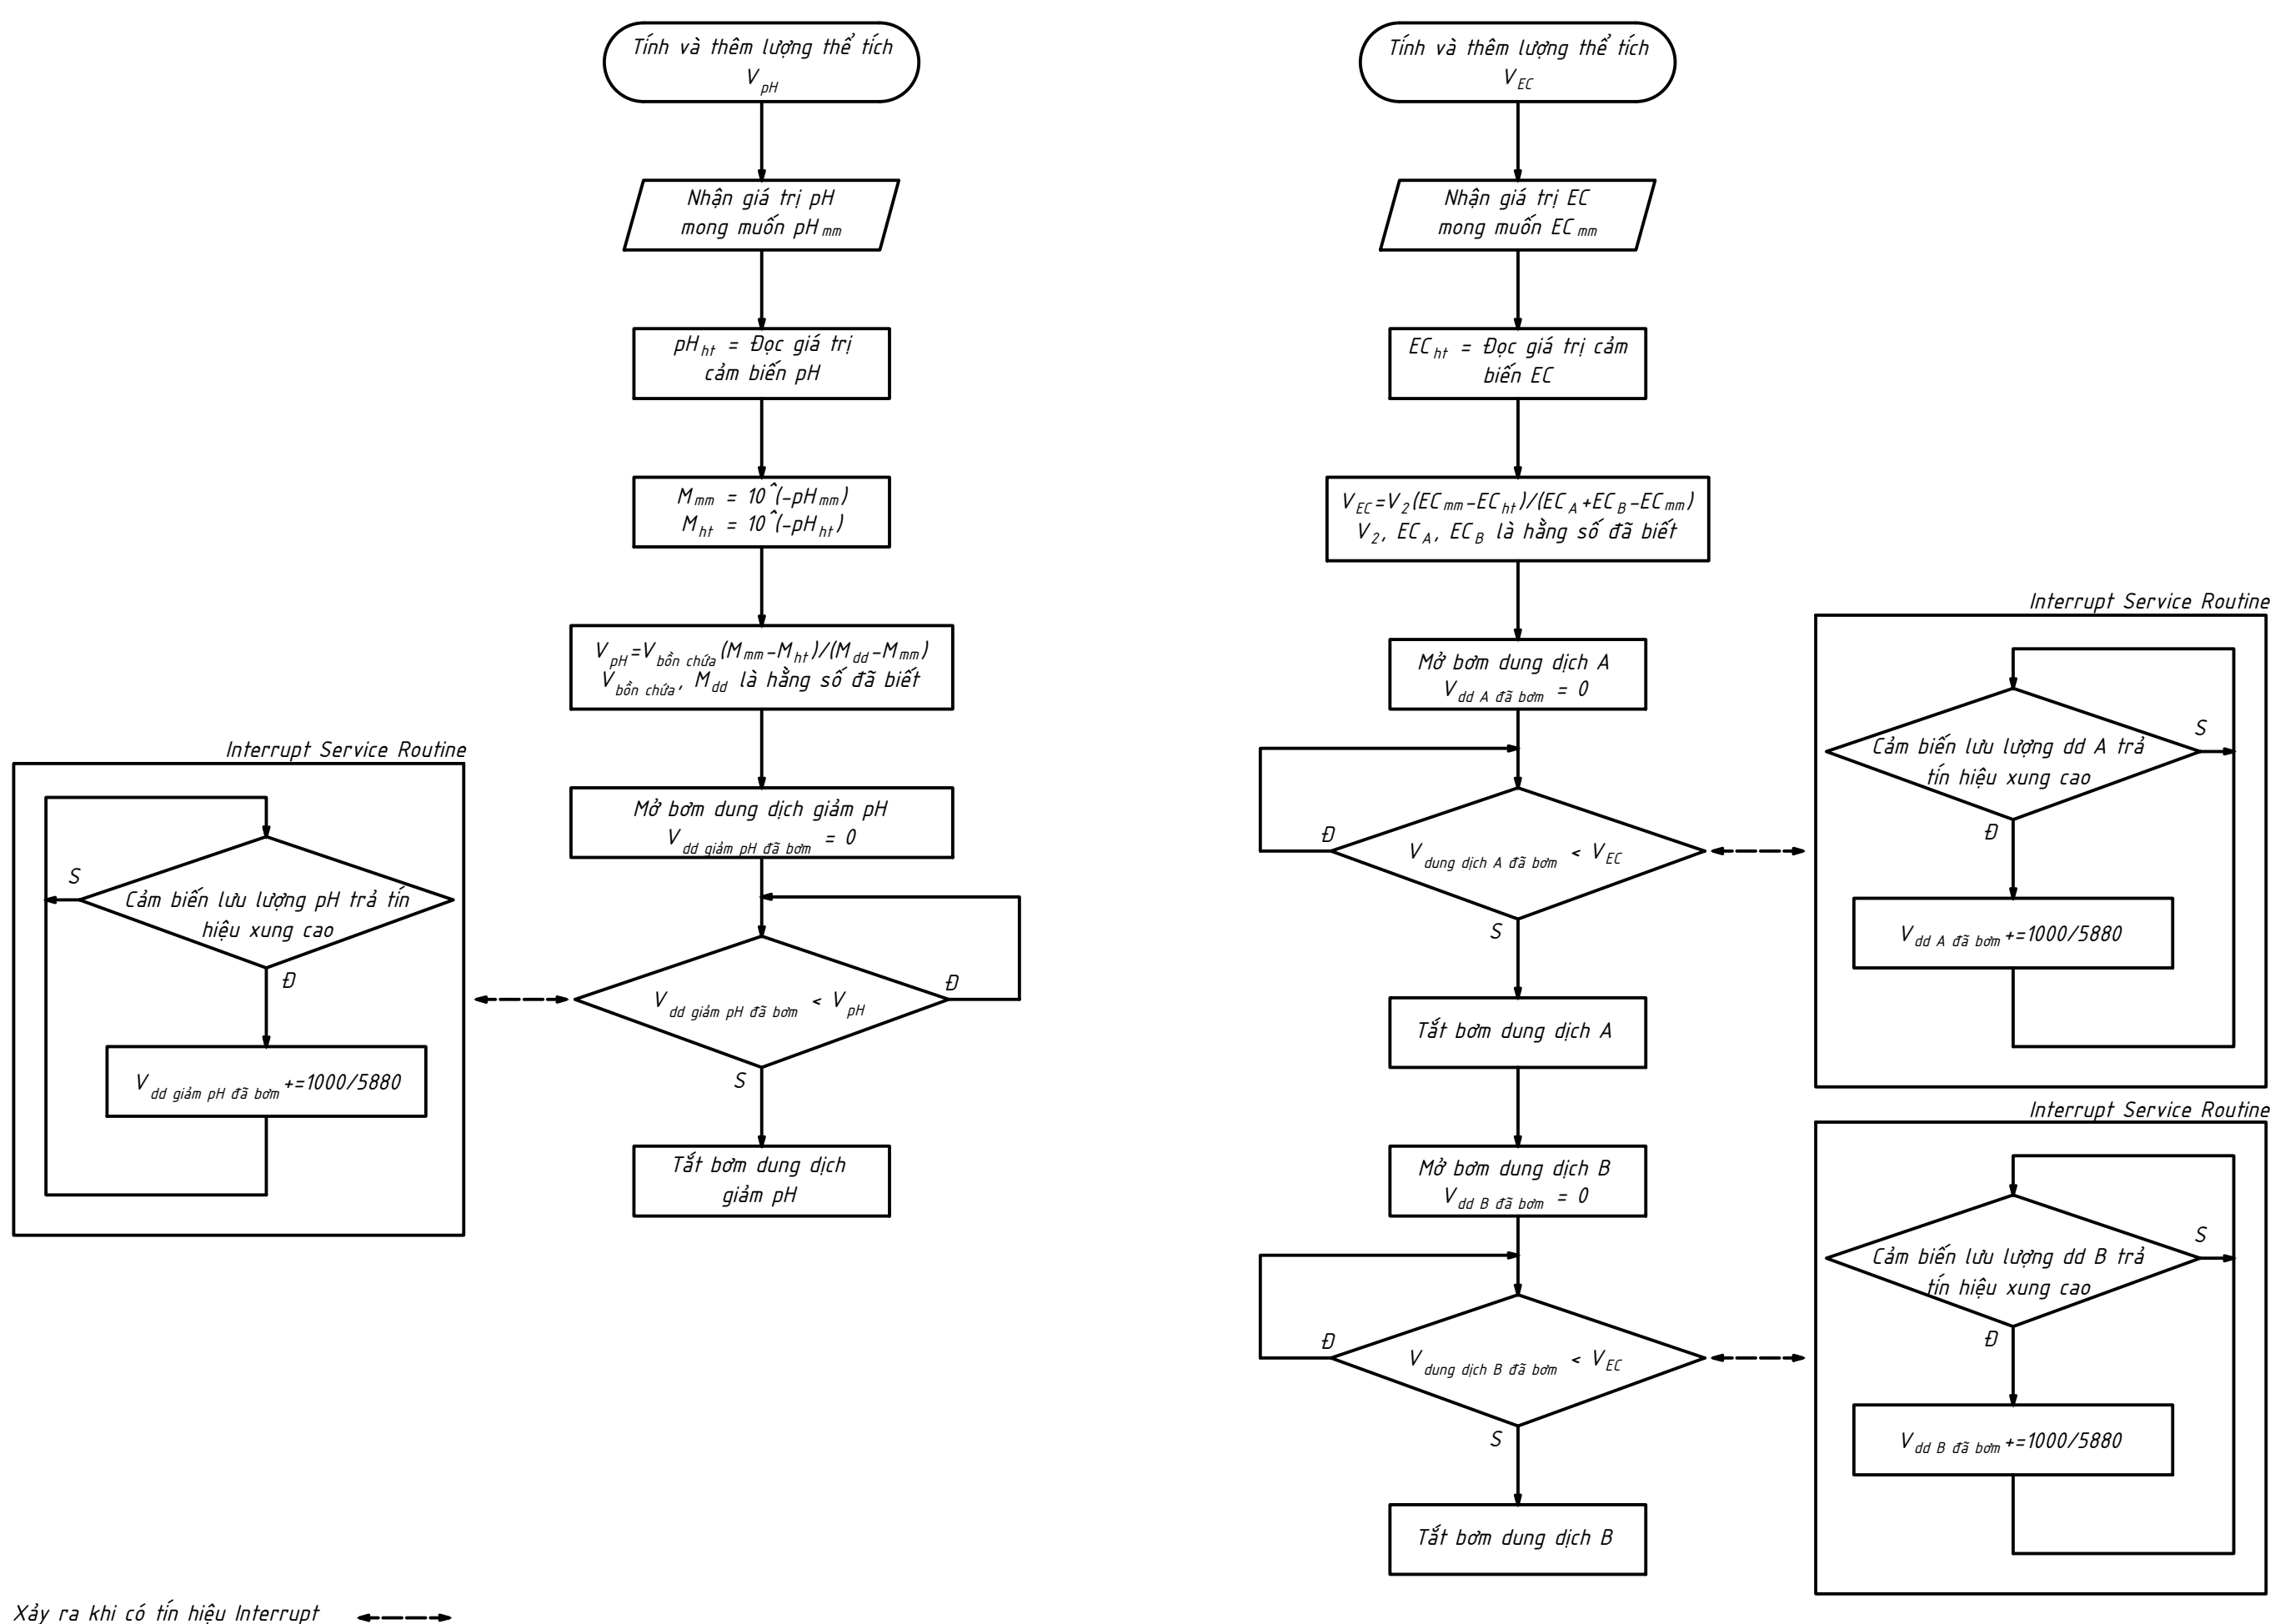 Tính và thêm lượng thể tích
V pH
Nhận giá trị pH
mong muốn pH mm
pH ht = Đọc giá trị
cảm biến pH
M mm = 10^(-pH mm)
M ht = 10^(-pH ht)
V pH=V bồn chứa (M mm-M ht)/(M dd-M mm)
V bồn chứa, M dd là hằng số đã biết
Mở bơm dung dịch giảm pH
V dd giảm pH đã bơm = 0
V dd giảm pH đã bơm < V pH
Đ
S
Tắt bơm dung dịch
giảm pH
Interrupt Service Routine
S
Cảm biến lưu lượng pH trả tín
hiệu xung cao
Đ
V dd giảm pH đã bơm +=1000/5880
Tính và thêm lượng thể tích
V EC
Nhận giá trị EC
mong muốn EC mm
EC ht = Đọc giá trị cảm
biến EC
V EC=V 2(EC mm-EC ht)/(EC A+EC B-EC mm)
V 2, EC A, EC B là hằng số đã biết
Mở bơm dung dịch A
V dd A đã bơm = 0
Đ
V dung dịch A đã bơm < V EC
S
Tắt bơm dung dịch A
Mở bơm dung dịch B
V dd B đã bơm = 0
Đ
V dung dịch B đã bơm < V EC
S
Tắt bơm dung dịch B
Interrupt Service Routine
S
Cảm biến lưu lượng dd A trả
tín hiệu xung cao
Đ
V dd A đã bơm +=1000/5880
Interrupt Service Routine
S
Cảm biến lưu lượng dd B trả
tín hiệu xung cao
Đ
V dd B đã bơm +=1000/5880
Xảy ra khi có tín hiệu Interrupt